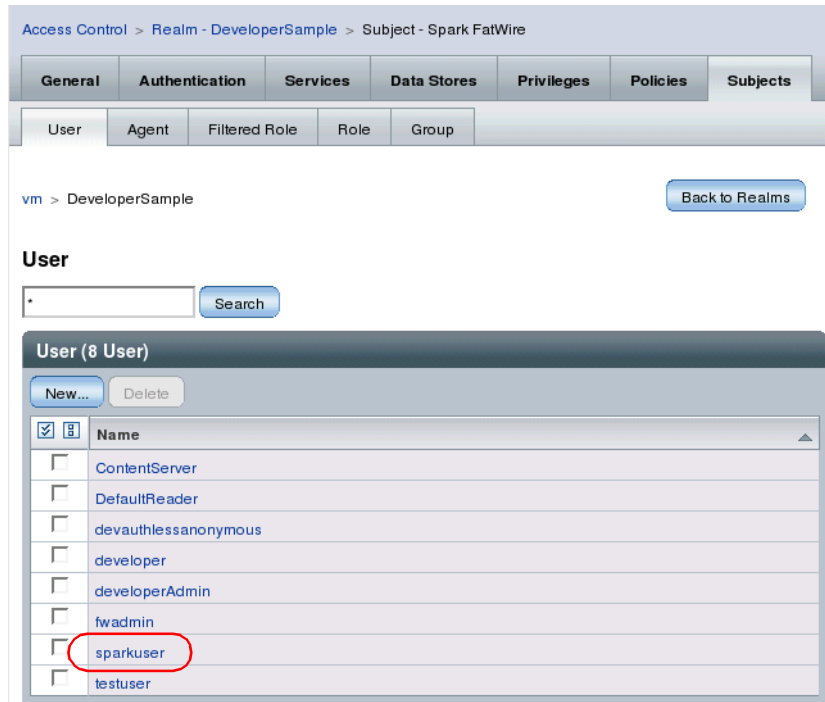 Access Control > Realm - DeveloperSample > Subject - Spark FatWire
General Authentication Services Data Stores Privileges Policies Subjects
User Agent Filtered Role Role Group
vm > DeveloperSample Back to Realms
User
* Search
User (8 User)
New... Delete
Name
ContentServer
DefaultReader
devauthlessanonymous
developer
developerAdmin
fwadmin
sparkuser
testuser